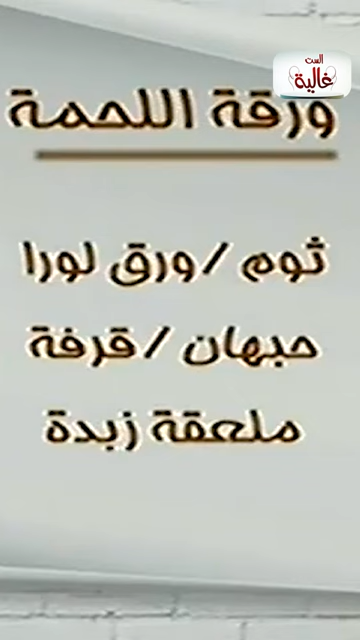 الست
غالية
ورقة اللحمة
ثوم /ورق لورا
حبهان /قرفة
ملعقة زبدة